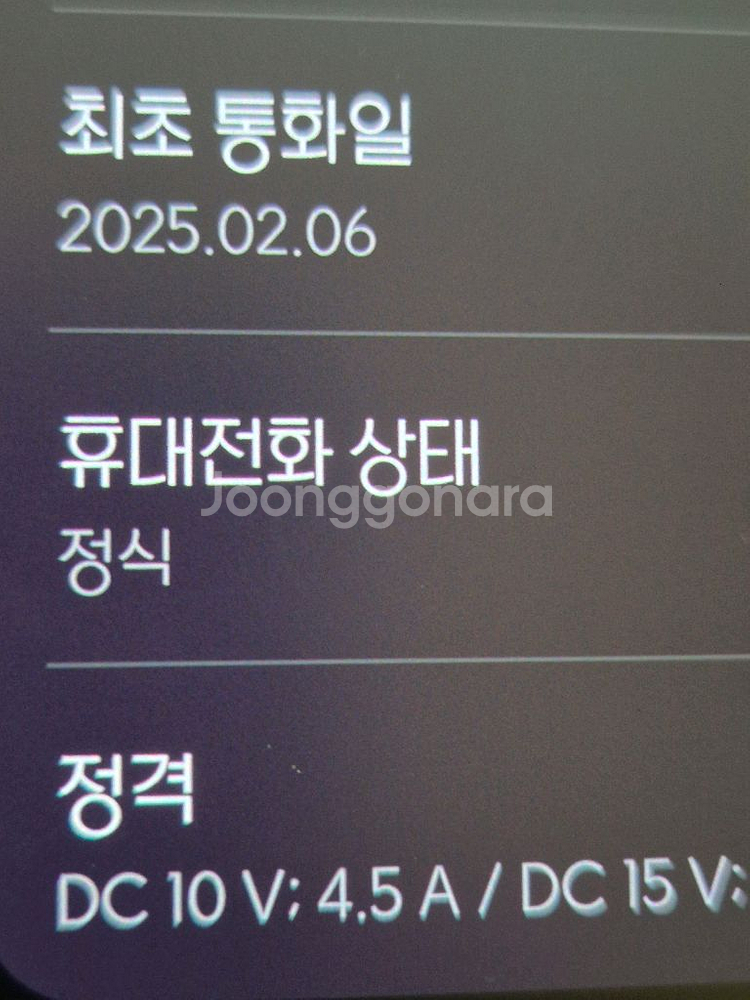 최초 통화일
2025.02.06
휴대전화 상태
Joonggonara
정식
정격
DC 10 V; 4.5 A / DC 15 V;